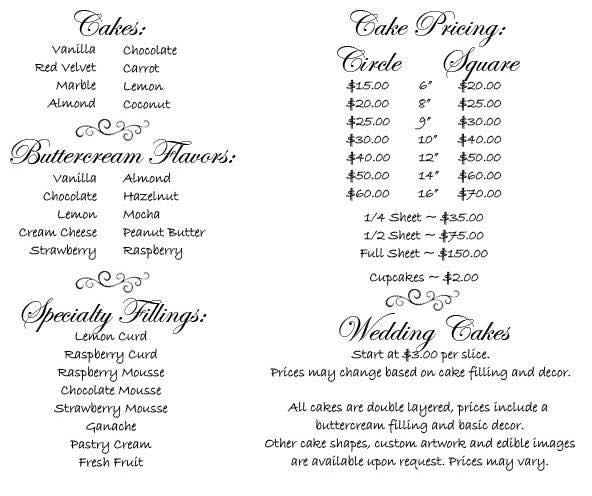 Cakes:
Vanilla Chocolate
Red Velvet Carrot
Marble Lemon
Almond Coconut
Buttercream Flavors:
Vanilla Almond
Chocolate Hazelnut
Lemon Mocha
Cream Cheese Peanut Butter
Strawberry Raspberry
Specialty Fillings:
Lemon Curd
Raspberry Curd
Raspberry Mousse
Chocolate Mousse
Strawberry Mousse
Ganache
Pastry Cream
Fresh Fruit
Cake Pricing:
Circle Square
$15.00 6" $20.00
$20.00 8" $25.00
$25.00 9" $30.00
$30.00 10" $40.00
$40.00 12" $50.00
$50.00 14" $60.00
$60.00 16" $70.00
1/4 Sheet ~ $35.00
1/2 Sheet ~ $75.00
Full Sheet ~ $150.00
Cupcakes ~ $2.00
Wedding Cakes
Start at $3.00 per slice.
Prices may change based on cake filling and decor.
All cakes are double layered, prices include a
buttercream filling and basic decor.
Other cake shapes, custom artwork and edible images
are available upon request. Prices may vary.